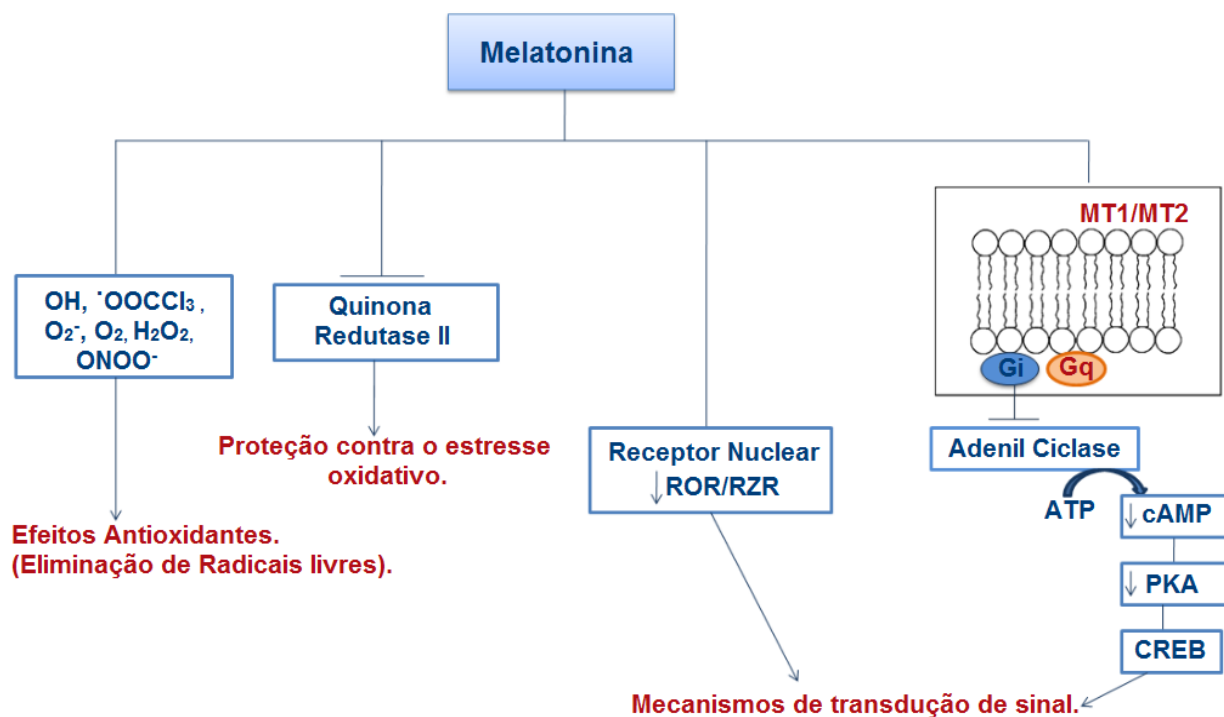 Melatonina
OH, ˙OOCCl₃ ,
O₂⁻, O₂, H₂O₂,
ONOO⁻
Efeitos Antioxidantes.
(Eliminação de Radicais livres).
Quinona
Redutase II
Proteção contra o estresse
oxidativo.
Receptor Nuclear
↓ ROR/RZR
MT1/MT2
Gi
Gq
Adenil Ciclase
ATP
↓ cAMP
↓ PKA
CREB
Mecanismos de transdução de sinal.